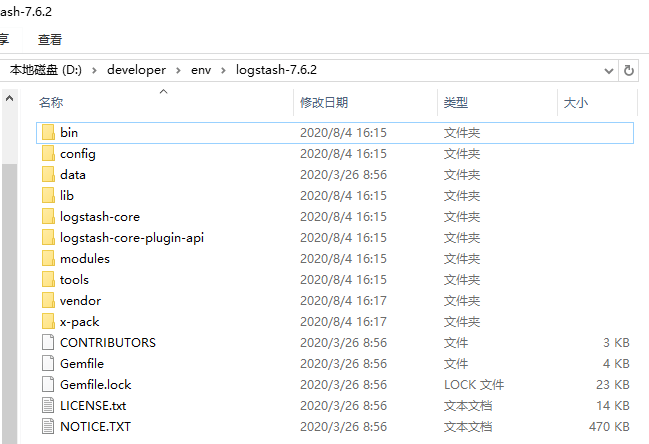 ash-7.6.2
享 查看
本地磁盘 (D:) › developer › env › logstash-7.6.2
名称 修改日期 类型 大小
bin 2020/8/4 16:15 文件夹
config 2020/8/4 16:15 文件夹
data 2020/3/26 8:56 文件夹
lib 2020/8/4 16:15 文件夹
logstash-core 2020/8/4 16:15 文件夹
logstash-core-plugin-api 2020/8/4 16:15 文件夹
modules 2020/8/4 16:15 文件夹
tools 2020/8/4 16:15 文件夹
vendor 2020/8/4 16:17 文件夹
x-pack 2020/8/4 16:17 文件夹
CONTRIBUTORS 2020/3/26 8:56 文件 3 KB
Gemfile 2020/3/26 8:56 文件 4 KB
Gemfile.lock 2020/3/26 8:56 LOCK 文件 23 KB
LICENSE.txt 2020/3/26 8:56 文本文档 14 KB
NOTICE.TXT 2020/3/26 8:56 文本文档 470 KB